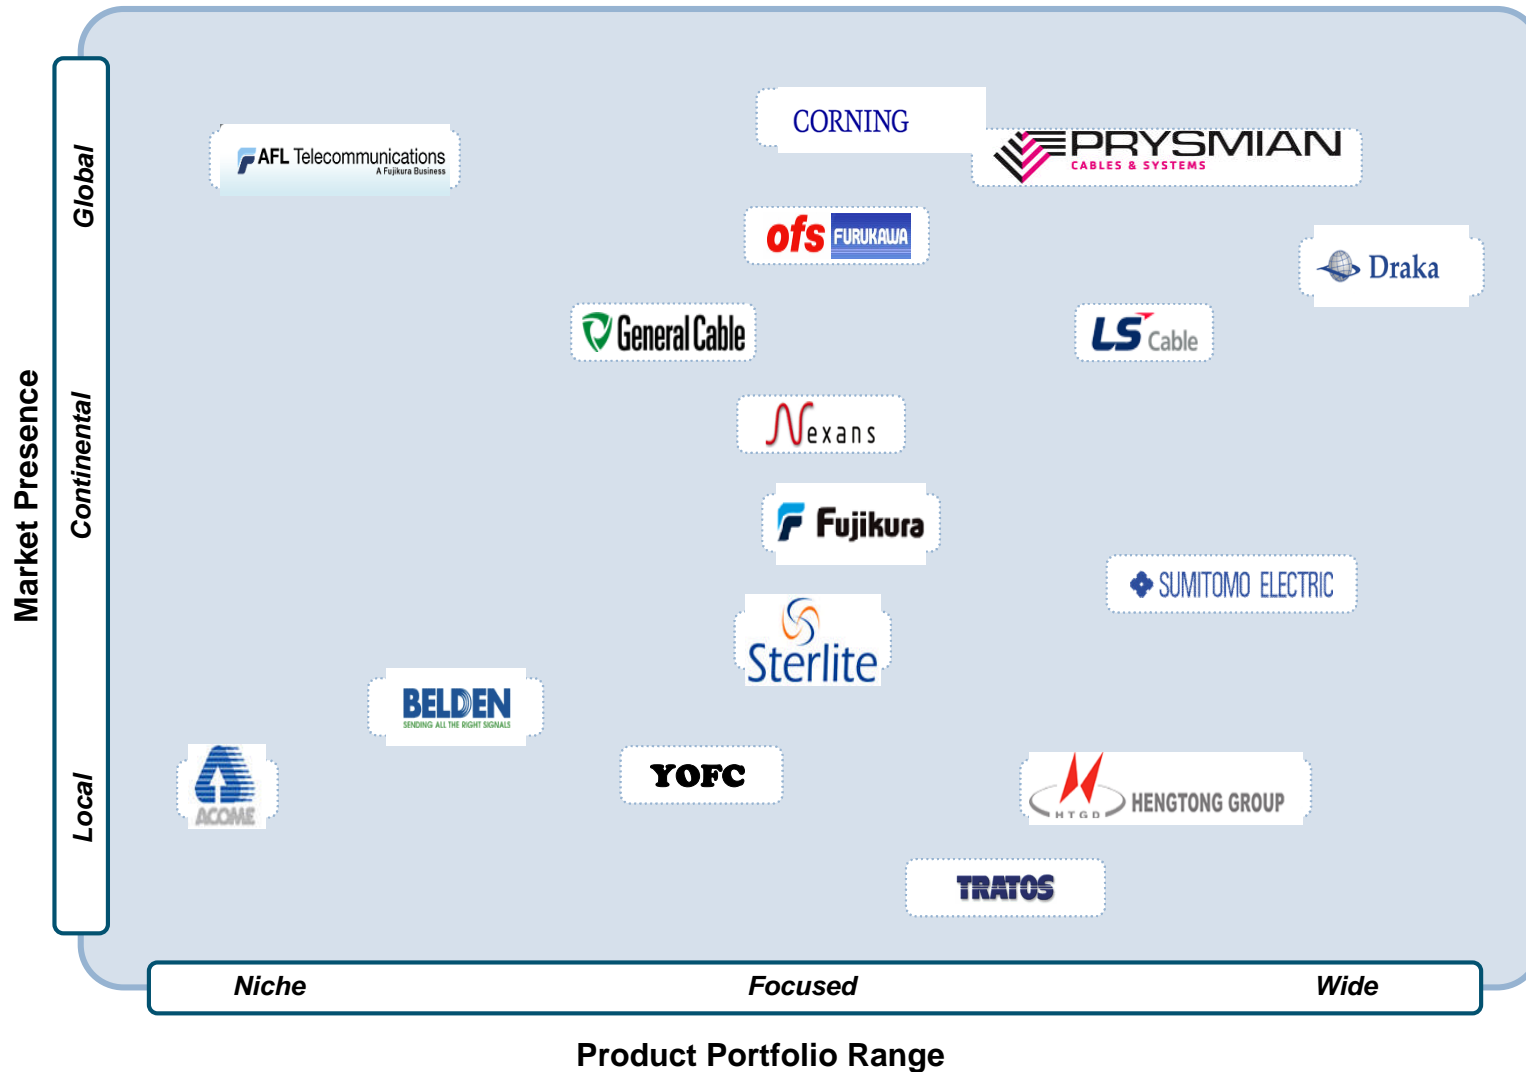 CORNING
PRYSMIAN
CABLES & SYSTEMS
AFL Telecommunications
A Fujikura Business
Global
ofs FURUKAWA
Draka
General Cable
LS Cable
Nexans
Continental
Market Presence
Fujikura
SUMITOMO ELECTRIC
Sterlite
BELDEN
SENDING ALL THE RIGHT SIGNALS
YOFC
ACOME
HTGD HENGTONG GROUP
Local
TRATOS
Niche Focused Wide
Product Portfolio Range